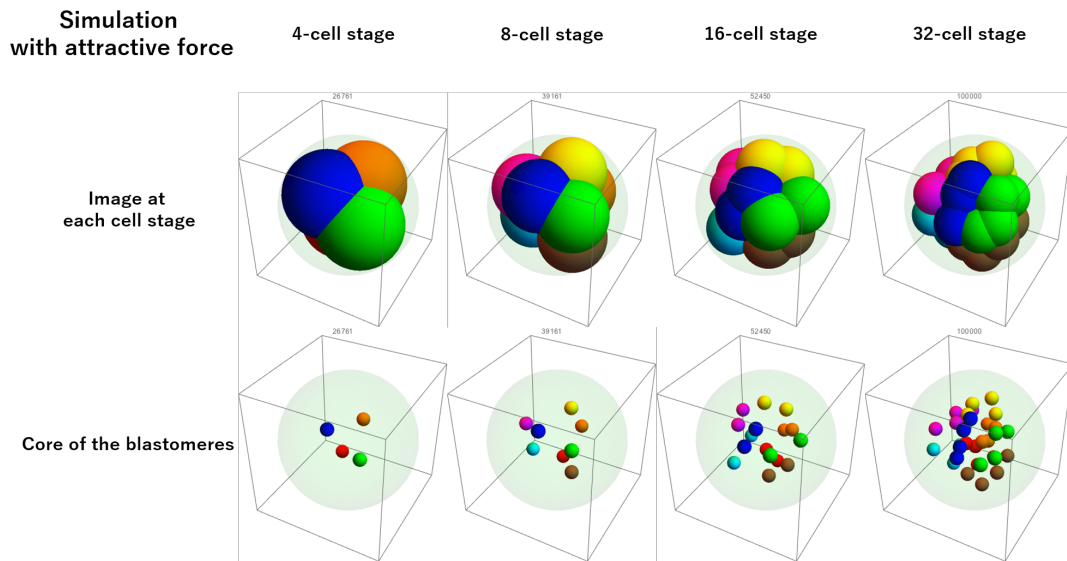 Simulation
with attractive force
4-cell stage
8-cell stage
16-cell stage
32-cell stage
Image at
each cell stage
26761
39161
52450
100000
Core of the blastomeres
26761
39161
52450
100000